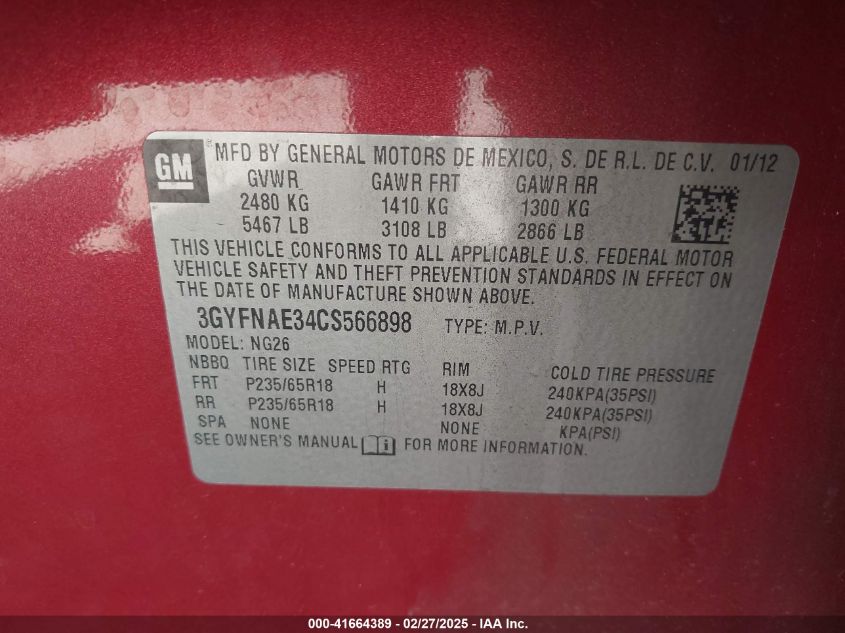 GM ® MFD BY GENERAL MOTORS DE MEXICO, S. DE R.L. DE C.V. 01/12
GVWR GAWR FRT GAWR RR
2480 KG 1410 KG 1300 KG
5467 LB 3108 LB 2866 LB
THIS VEHICLE CONFORMS TO ALL APPLICABLE U.S. FEDERAL MOTOR
VEHICLE SAFETY AND THEFT PREVENTION STANDARDS IN EFFECT ON
THE DATE OF MANUFACTURE SHOWN ABOVE.
3GYFNAE34CS566898 TYPE: M.P.V.
MODEL: NG26
NBBQ TIRE SIZE SPEED RTG RIM COLD TIRE PRESSURE
FRT P235/65R18 H 18X8J 240KPA(35PSI)
RR P235/65R18 H 18X8J 240KPA(35PSI)
SPA NONE NONE KPA(PSI)
SEE OWNER'S MANUAL FOR MORE INFORMATION.
000-41664389 - 02/27/2025 - IAA Inc.